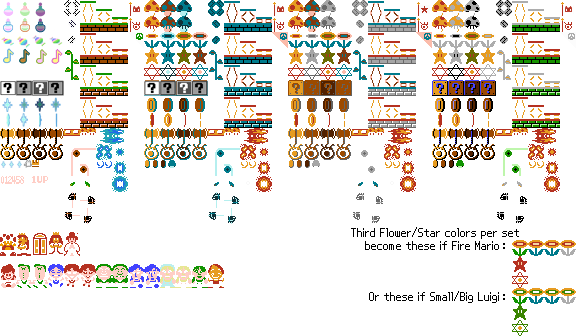 ? ? ? ?
? ? ? ?
? ? ? ?
? ? ? ?
1UP
Third Flower/Star colors per set
become these if Fire Mario :
Or these if Small/Big Luigi :